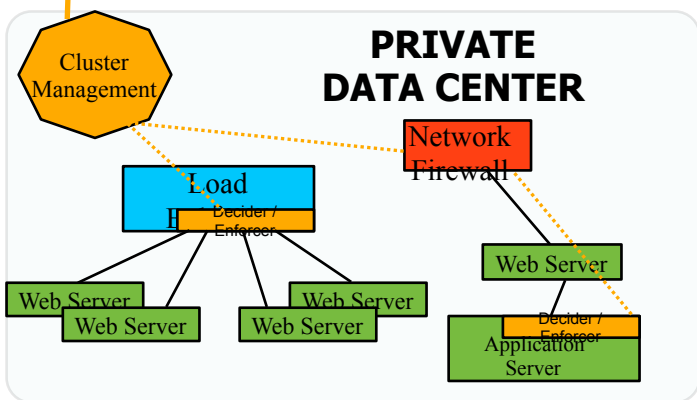 PRIVATE
DATA CENTER
Cluster
Management
Network
Firewall
Load
Decider /
Enforcer
Web Server
Web Server
Web Server
Web Server
Web Server
Decider /
Enforcer
Application
Server